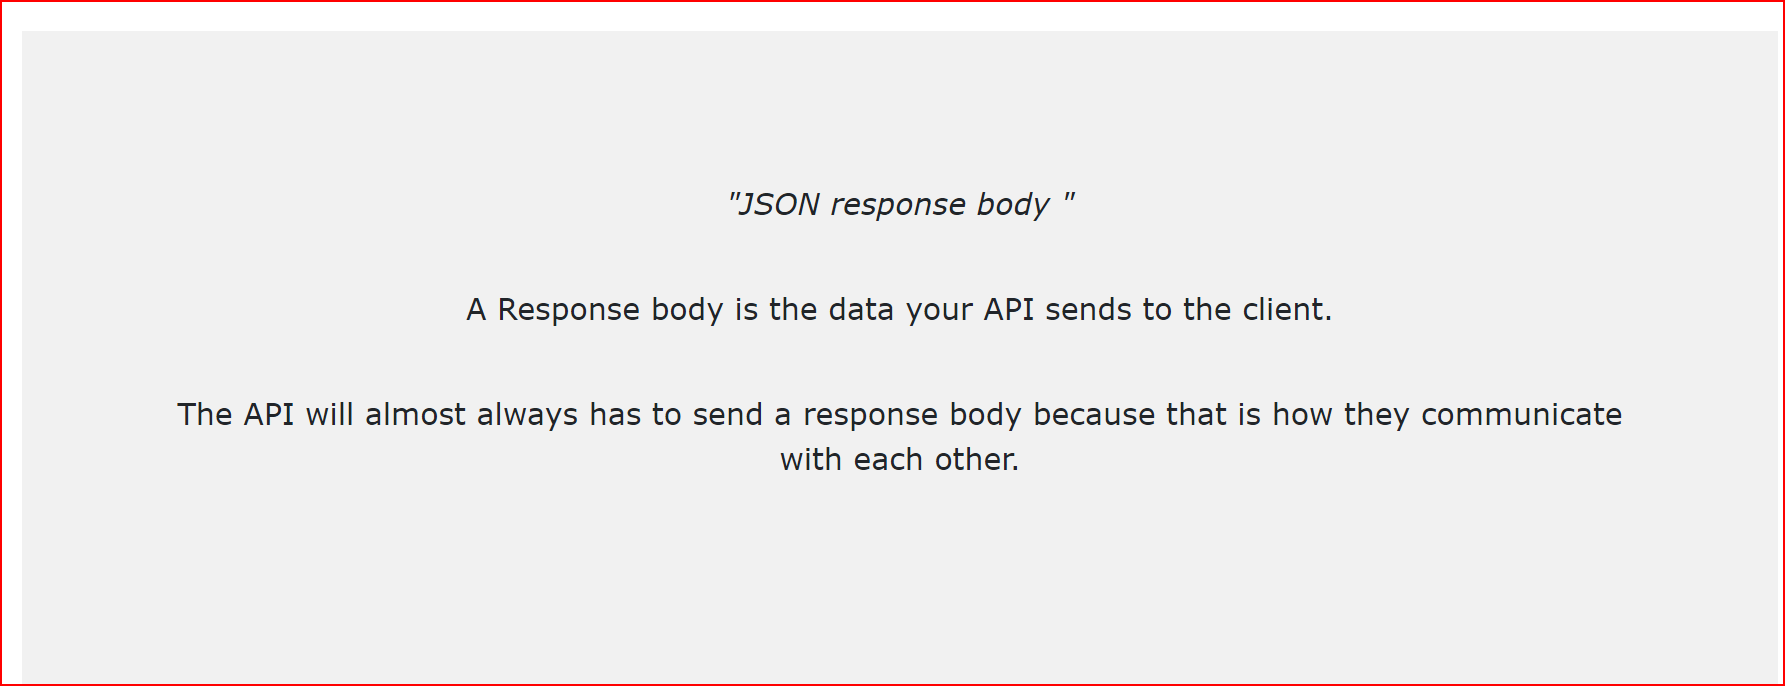 "JSON response body "
A Response body is the data your API sends to the client.
The API will almost always has to send a response body because that is how they communicate
with each other.